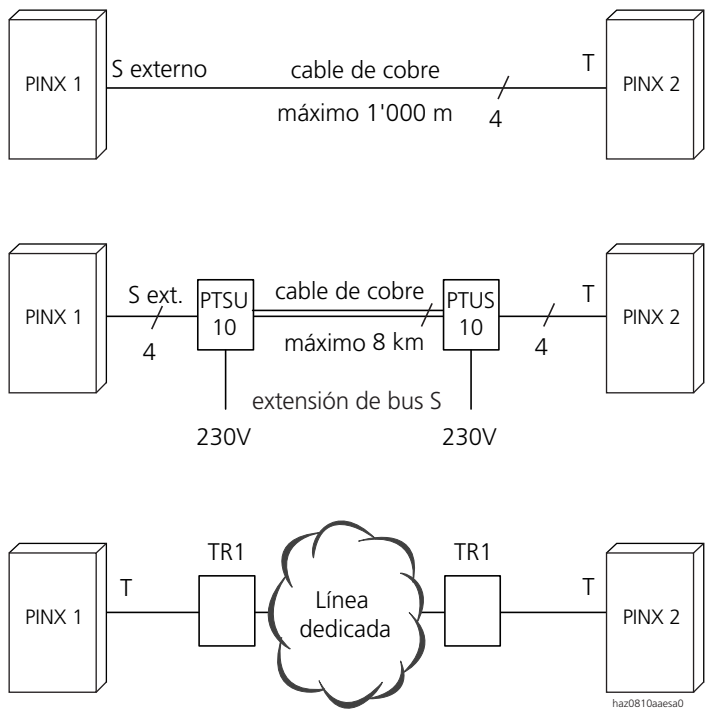 PINX 1
S externo
cable de cobre
máximo 1'000 m
4
T
PINX 2
PINX 1
S ext.
4
PTSU
10
cable de cobre
máximo 8 km
PTUS
10
4
T
PINX 2
extensión de bus S
230V
230V
PINX 1
T
TR1
Línea
dedicada
TR1
T
PINX 2
haz0810aaesa0